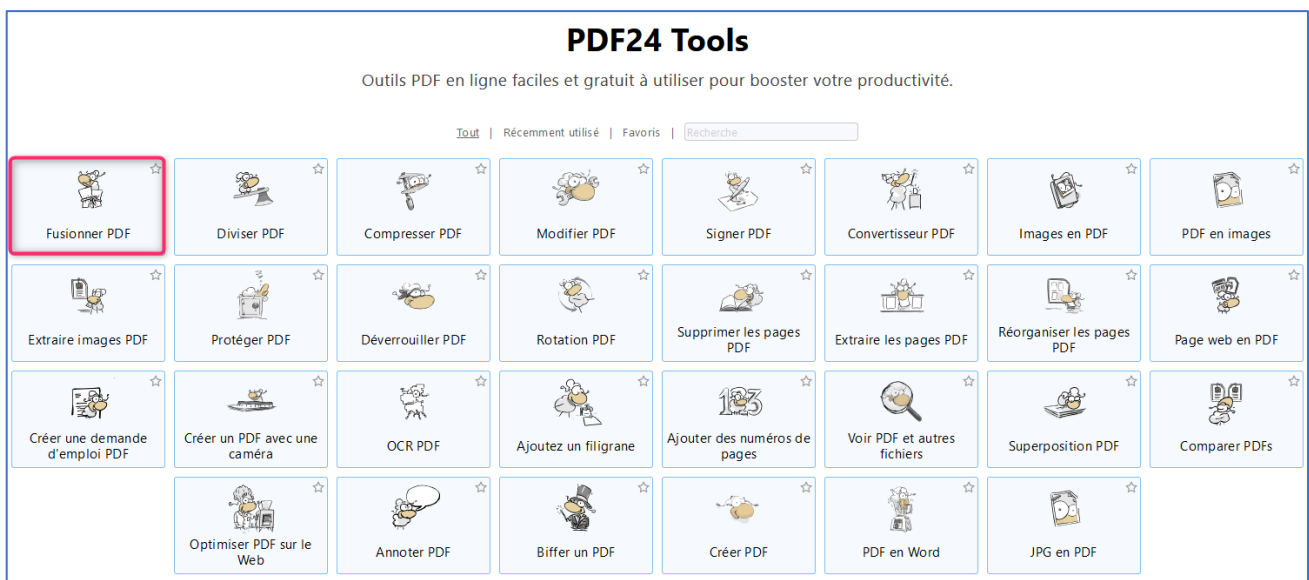 PDF24 Tools
Outils PDF en ligne faciles et gratuit à utiliser pour booster votre productivité.
Tout | Récemment utilisé | Favoris | Recherche
Fusionner PDF
Diviser PDF
Compresser PDF
Modifier PDF
Signer PDF
Convertisseur PDF
Images en PDF
PDF en images
Extraire images PDF
Protéger PDF
Déverrouiller PDF
Rotation PDF
Supprimer les pages
PDF
Extraire les pages PDF
Réorganiser les pages
PDF
Page web en PDF
Créer une demande
d'emploi PDF
Créer un PDF avec une
caméra
OCR PDF
Ajoutez un filigrane
123
Ajouter des numéros de
pages
Voir PDF et autres
fichiers
Superposition PDF
Comparer PDFs
Optimiser PDF sur le
Web
Annoter PDF
Biffer un PDF
Créer PDF
PDF en Word
JPG en PDF